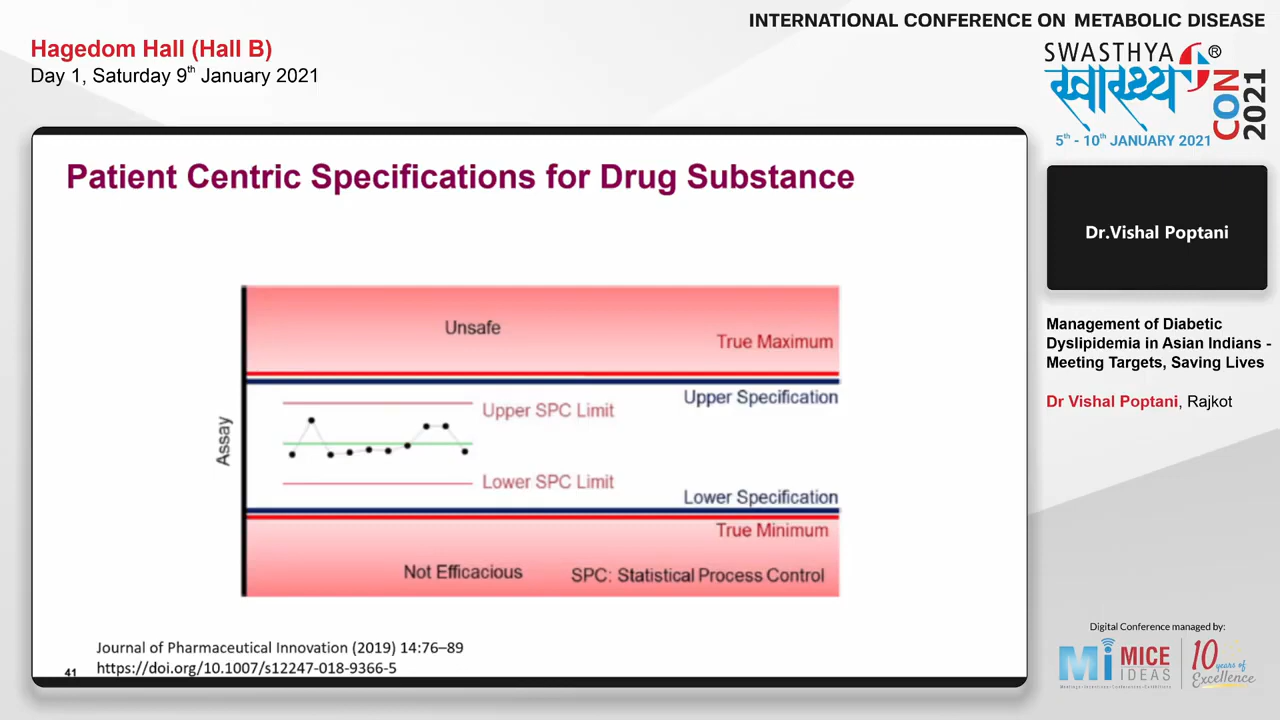 INTERNATIONAL CONFERENCE ON METABOLIC DISEASE
Hagedom Hall (Hall B)
Day 1, Saturday 9th January 2021
SWASTHYA
®
स्वास्थ्य
CON
2021
5th - 10th JANUARY 2021
Patient Centric Specifications for Drug Substance
Unsafe
True Maximum
Upper Specification
Upper SPC Limit
Assay
Lower SPC Limit
Lower Specification
True Minimum
Not Efficacious
SPC: Statistical Process Control
Journal of Pharmaceutical Innovation (2019) 14:76–89
https://doi.org/10.1007/s12247-018-9366-5
41
Dr.Vishal Poptani
Management of Diabetic
Dyslipidemia in Asian Indians -
Meeting Targets, Saving Lives
Dr Vishal Poptani, Rajkot
Digital Conference managed by:
Mi MICE
IDEAS
Meetings • Incentives • Conferences • Exhibitions
10 years of
Excellence